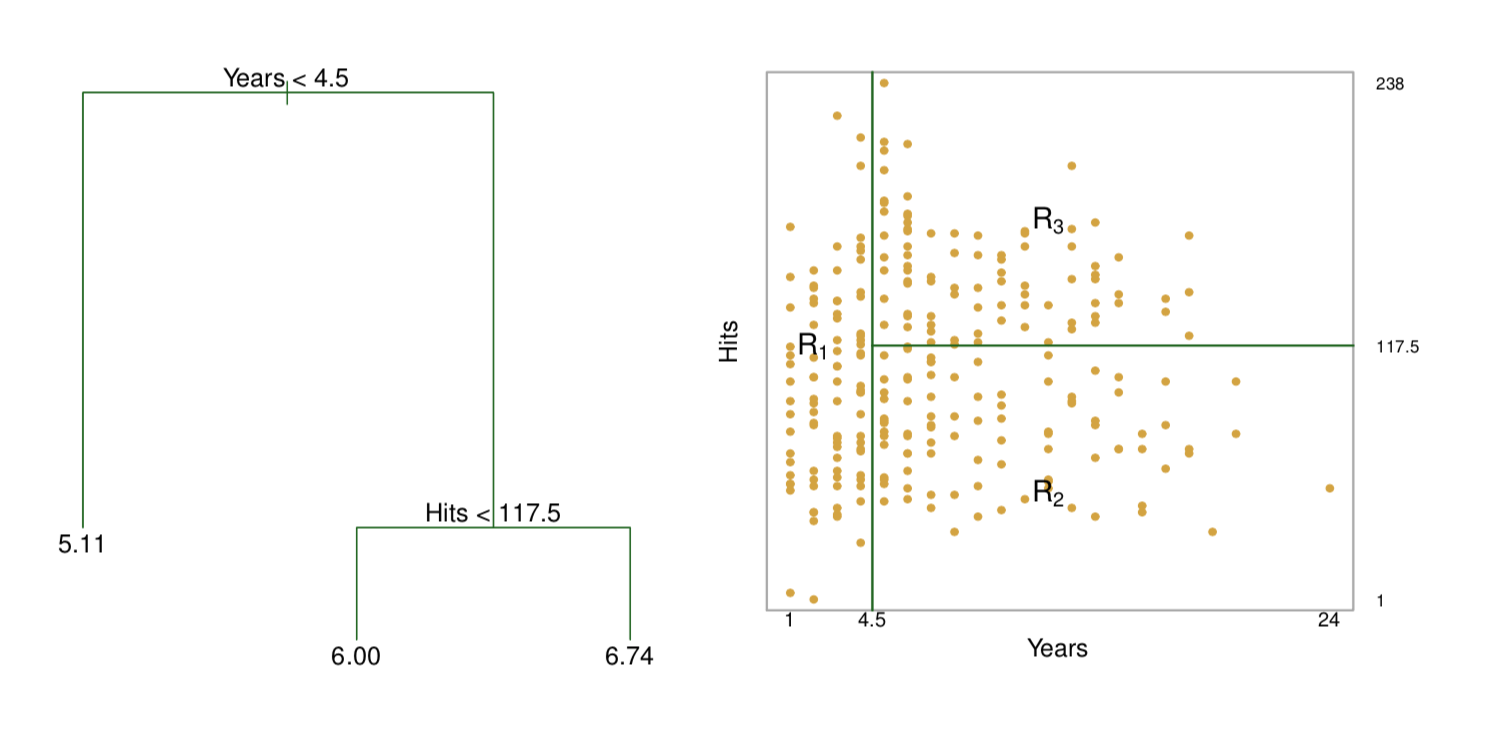 Years < 4.5
Hits < 117.5
5.11
6.00
6.74
Hits
R1
R3
R2
238
117.5
1
1
4.5
24
Years